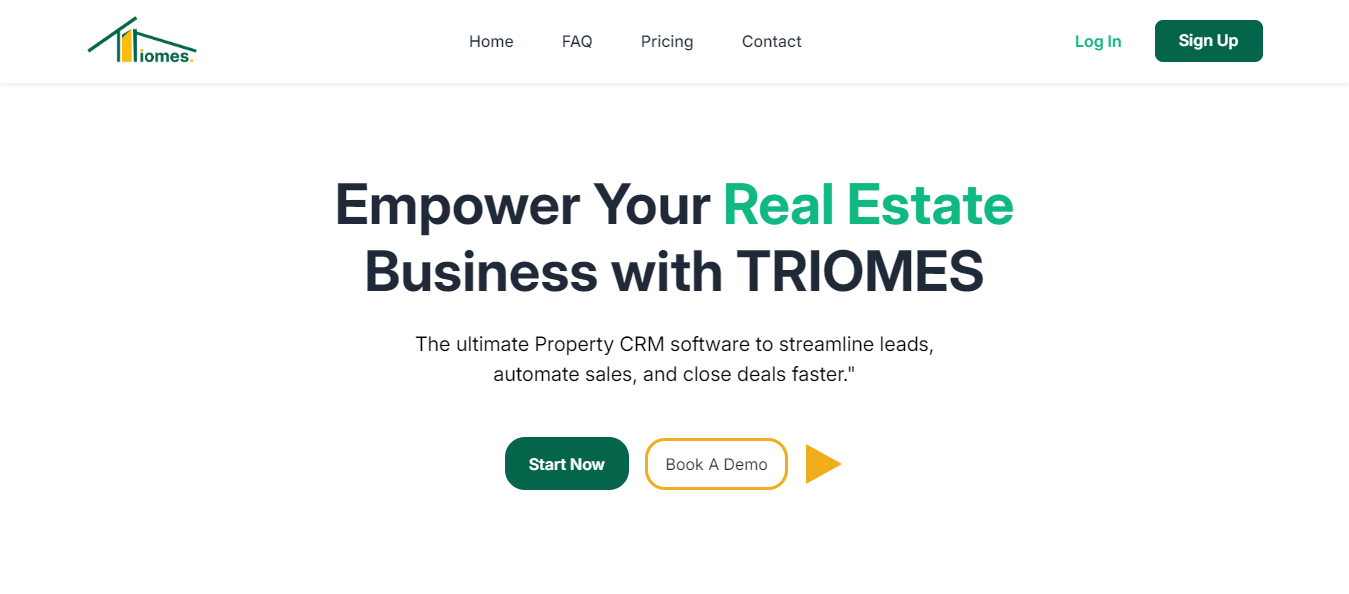 iomes.
Home
FAQ
Pricing
Contact
Log In
Sign Up
Empower Your Real Estate
Business with TRIOMES
The ultimate Property CRM software to streamline leads,
automate sales, and close deals faster."
Start Now
Book A Demo